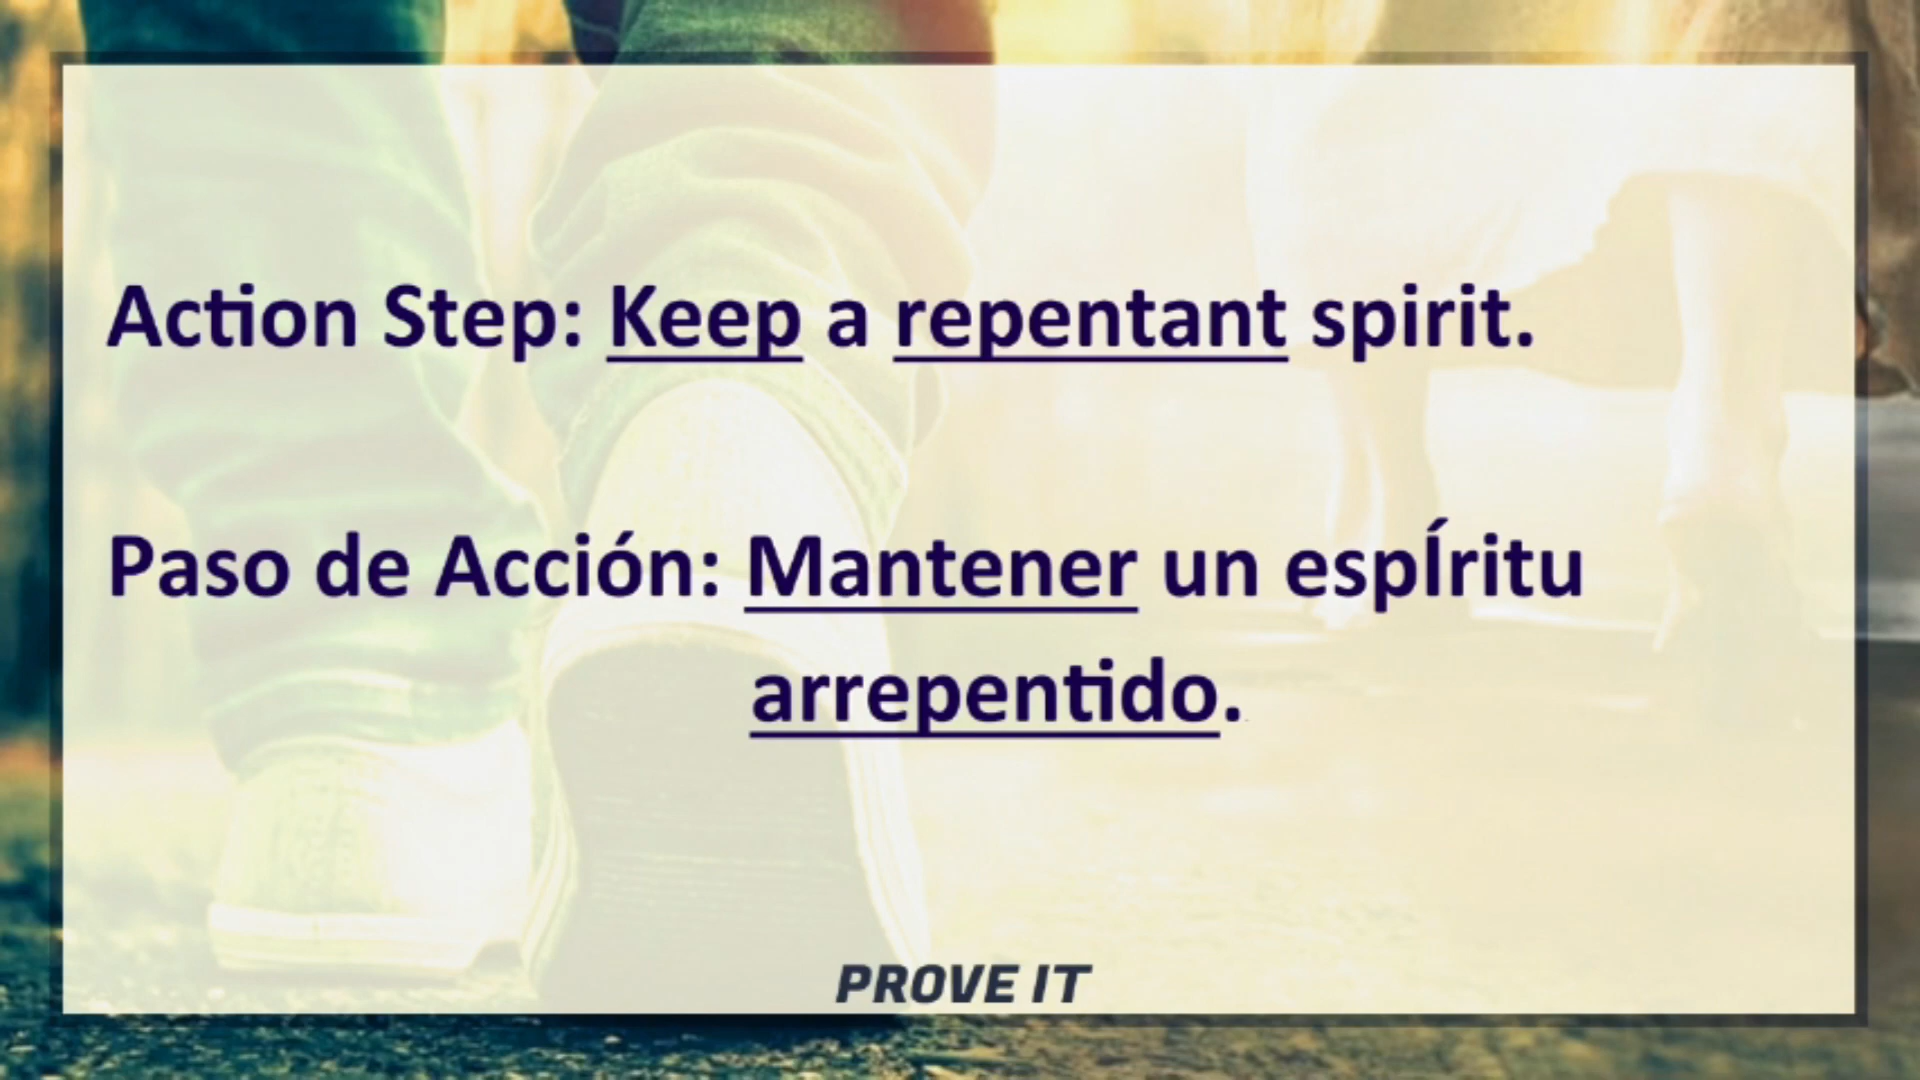 Action Step: Keep a repentant spirit.
Paso de Acción: Mantener un espÍritu
arrepentido.
PROVE IT